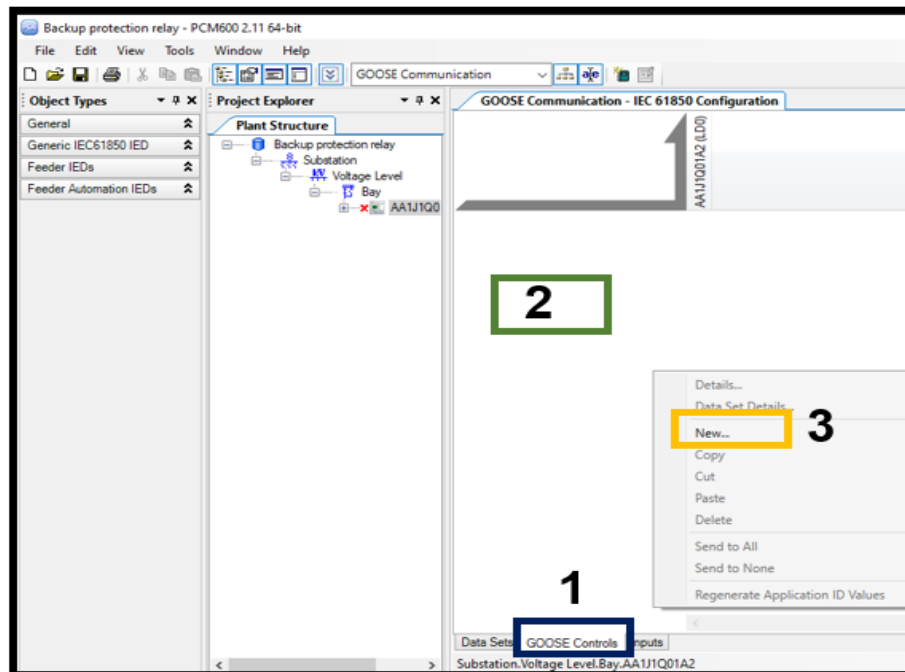 Backup protection relay - PCM600 2.11 64-bit
File Edit View Tools Window Help
GOOSE Communication
Object Types
General
Generic IEC61850 IED
Feeder IEDs
Feeder Automation IEDs
Project Explorer
Plant Structure
Backup protection relay
Substation
Voltage Level
Bay
AA1J1Q0
GOOSE Communication - IEC 61850 Configuration
AA1J1Q01A2 (LD0)
2
Details...
Data Set Details...
New...
3
Copy
Cut
Paste
Delete
Send to All
Send to None
Regenerate Application ID Values
1
Data Sets GOOSE Controls Inputs
Substation.Voltage Level.Bay.AA1J1Q01A2